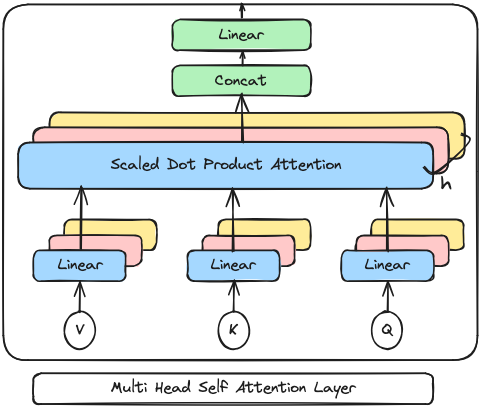 Linear
Concat
Scaled Dot Product Attention
h
Linear
Linear
Linear
V
K
Q
Multi Head Self Attention Layer